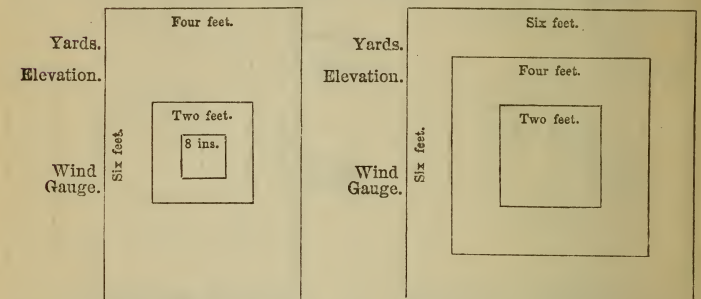 Four feet.
Yards.
Elevation.
Two feet.
8 ins.
Six feet.
Wind
Gauge.
Six feet.
Yards.
Elevation.
Four feet.
Two feet.
Six feet.
Wind
Gauge.